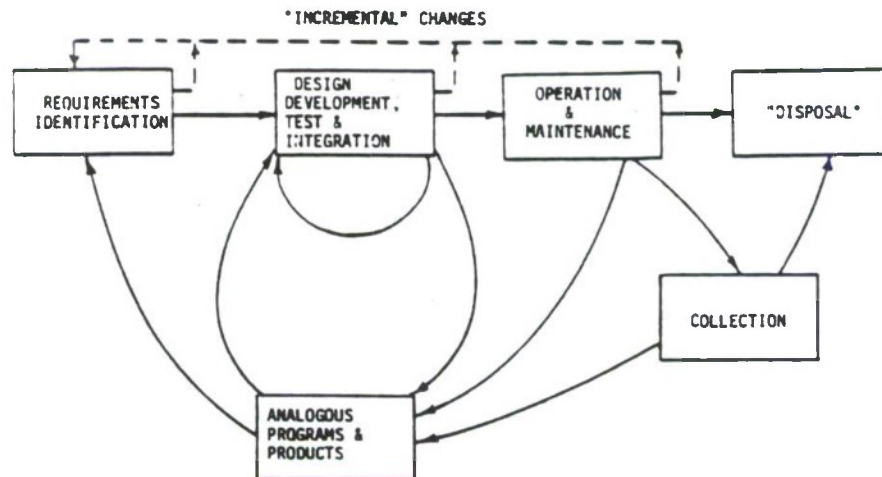 "INCREMENTAL" CHANGES
REQUIREMENTS
IDENTIFICATION
DESIGN
DEVELOPMENT,
TEST &
INTEGRATION
OPERATION
&
MAINTENANCE
"DISPOSAL"
COLLECTION
ANALOGOUS
PROGRAMS &
PRODUCTS